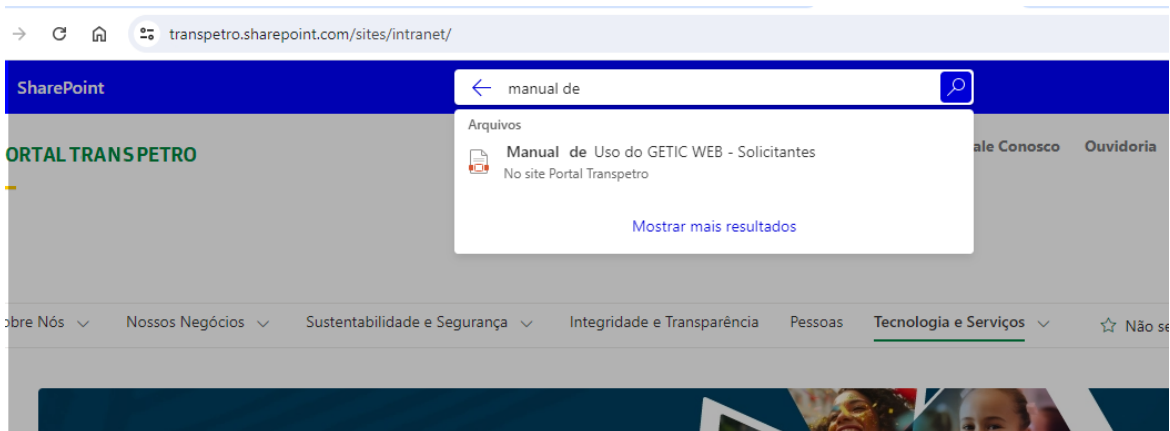 transpetro.sharepoint.com/sites/intranet/
SharePoint
manual de
Arquivos
Manual de Uso do GETIC WEB - Solicitantes
No site Portal Transpetro
Mostrar mais resultados
ORTAL TRANSPETRO
ale Conosco Ouvidoria
obre Nós Nossos Negócios Sustentabilidade e Segurança Integridade e Transparência Pessoas Tecnologia e Serviços Não se